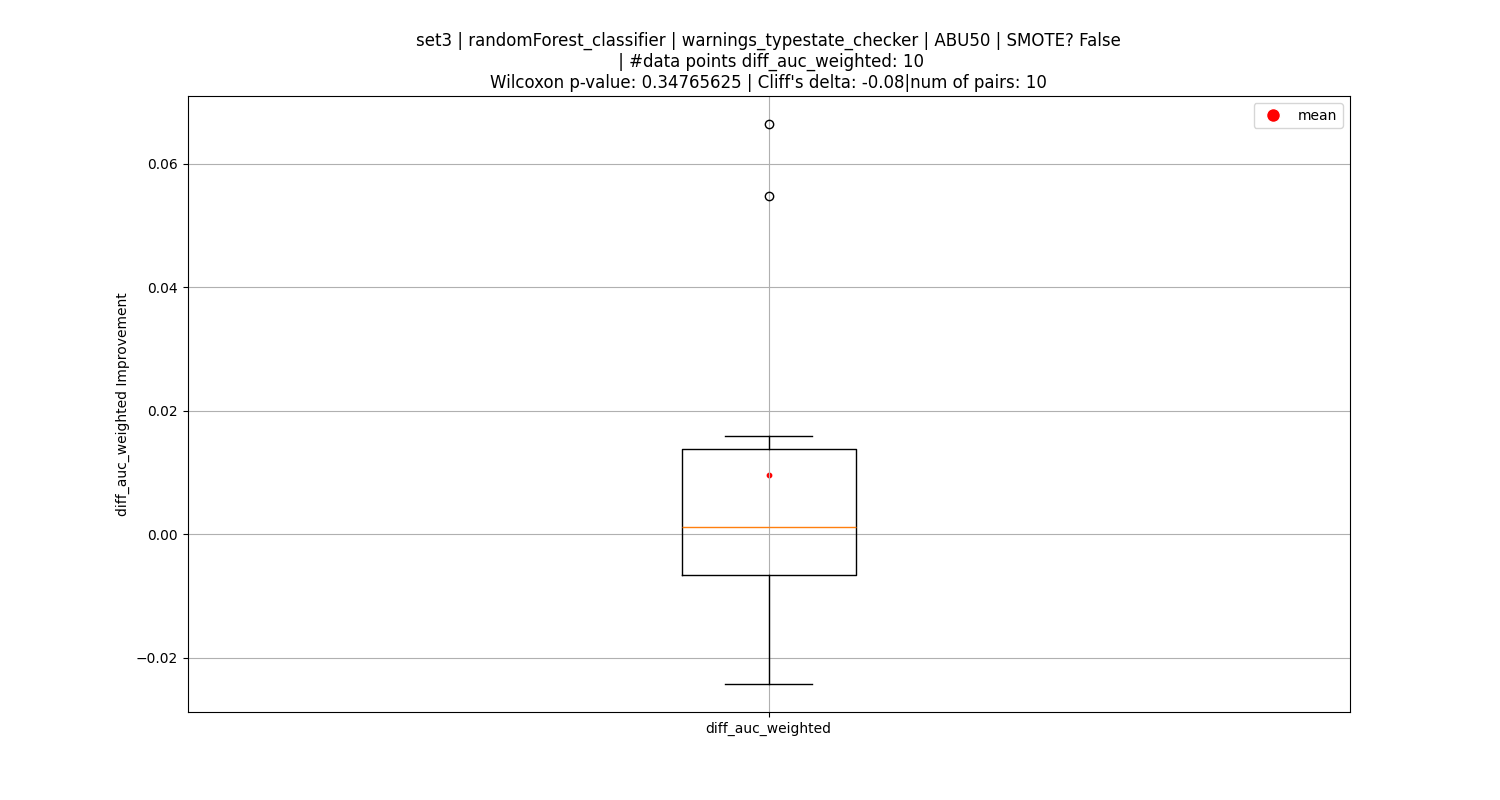 set3 | randomForest_classifier | warnings_typestate_checker | ABU50 | SMOTE? False
| #data points diff_auc_weighted: 10
Wilcoxon p-value: 0.34765625 | Cliff's delta: -0.08|num of pairs: 10
mean
0.06
0.04
0.02
0.00
−0.02
diff_auc_weighted Improvement
diff_auc_weighted